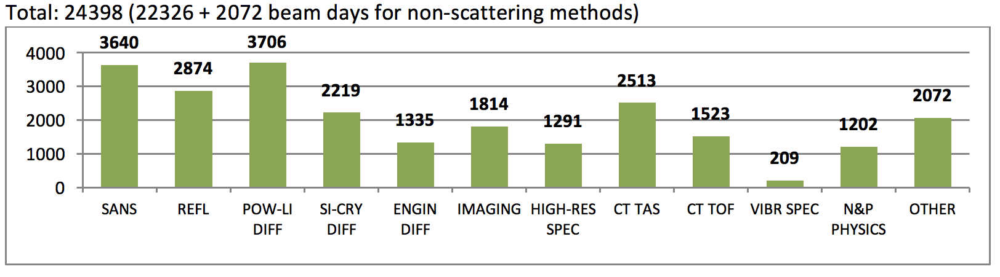 Total: 24398 (22326 + 2072 beam days for non-scattering methods)
3640 2874 3706 2219 1335 1814 1291 2513 1523 209 1202 2072
4000
3000
2000
1000
0
SANS REFL POW-LI DIFF SI-CRY DIFF ENGIN DIFF IMAGING HIGH-RES SPEC CT TAS CT TOF VIBR SPEC N&P PHYSICS OTHER